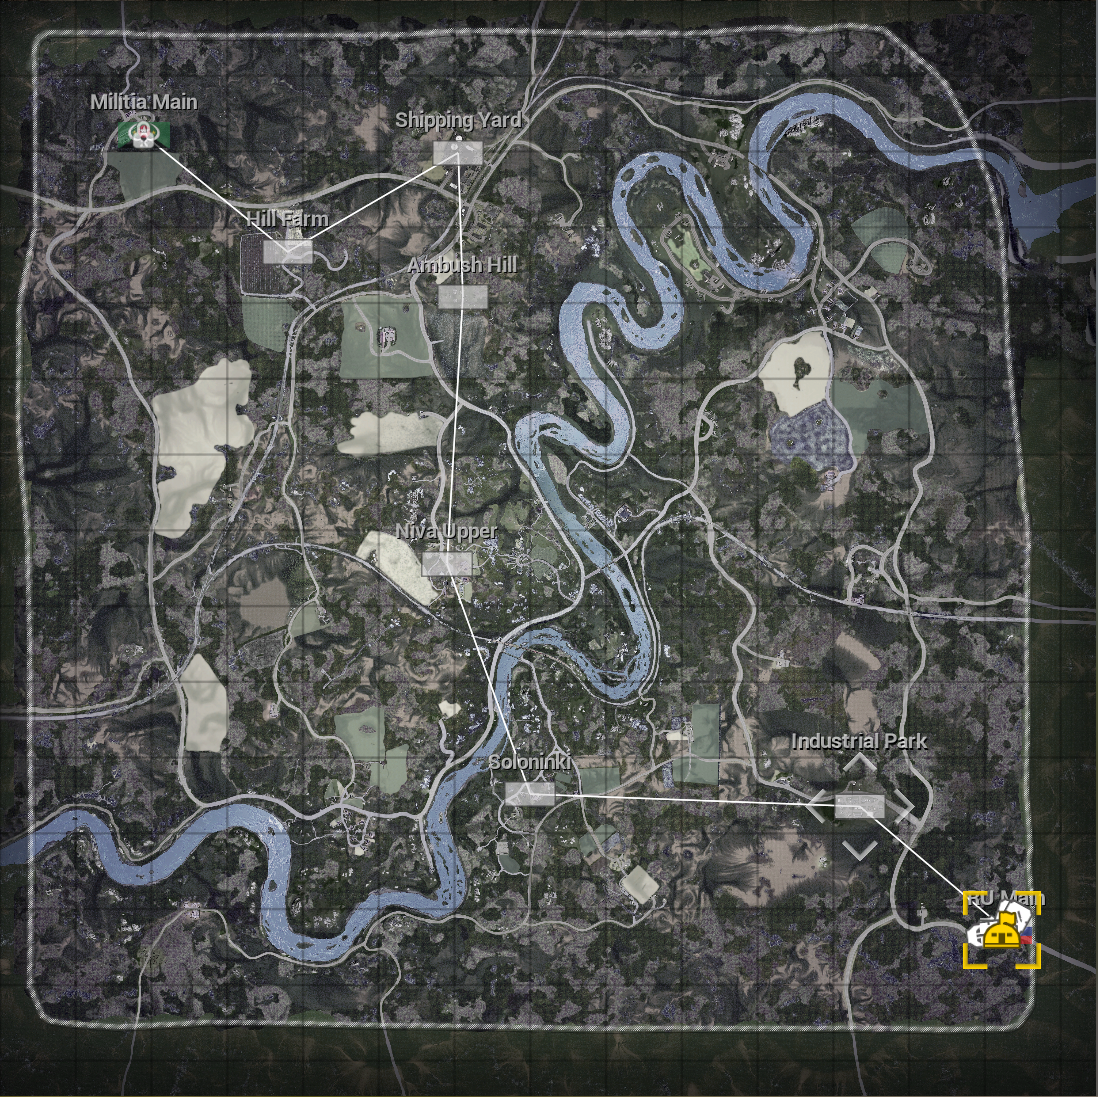 Militia Main
Shipping Yard
Hill Farm
Ambush Hill
Niva Upper
Soloninki
Industrial Park
RU Main